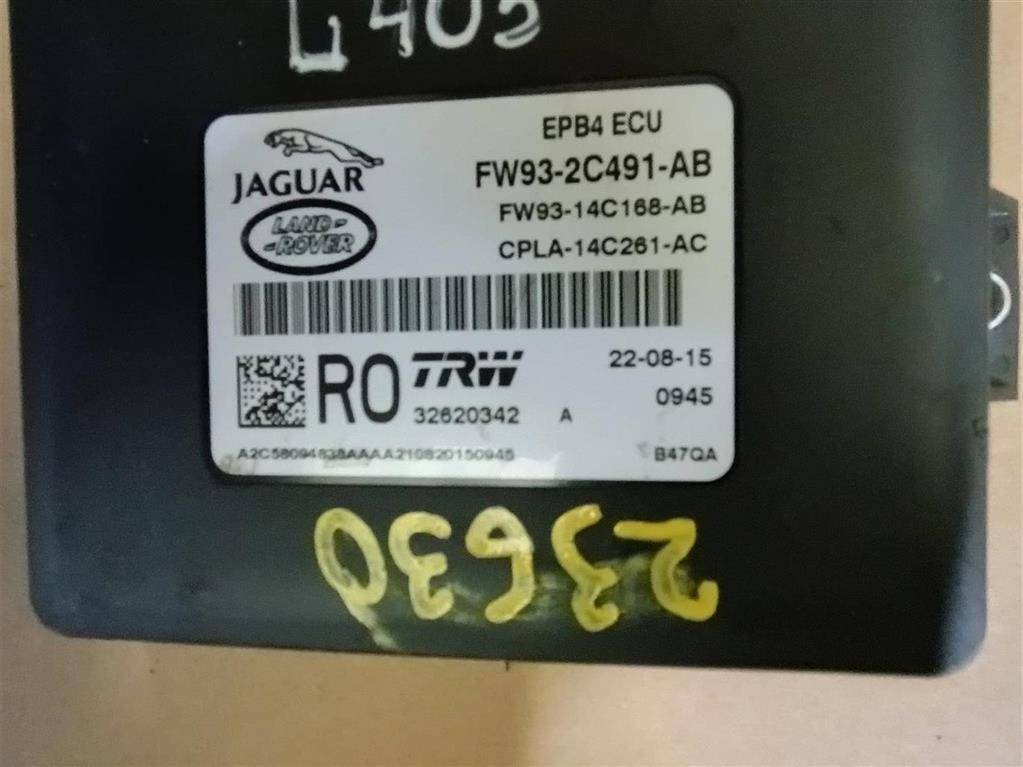 L405
EPB4 ECU
JAGUAR
FW93-2C491-AB
FW93-14C168-AB
LAND-
-ROVER
CPLA-14C261-AC
RO
TRW
22-08-15
32620342 A
0945
A2C58094838AAAA210820150945
B47QA
23630